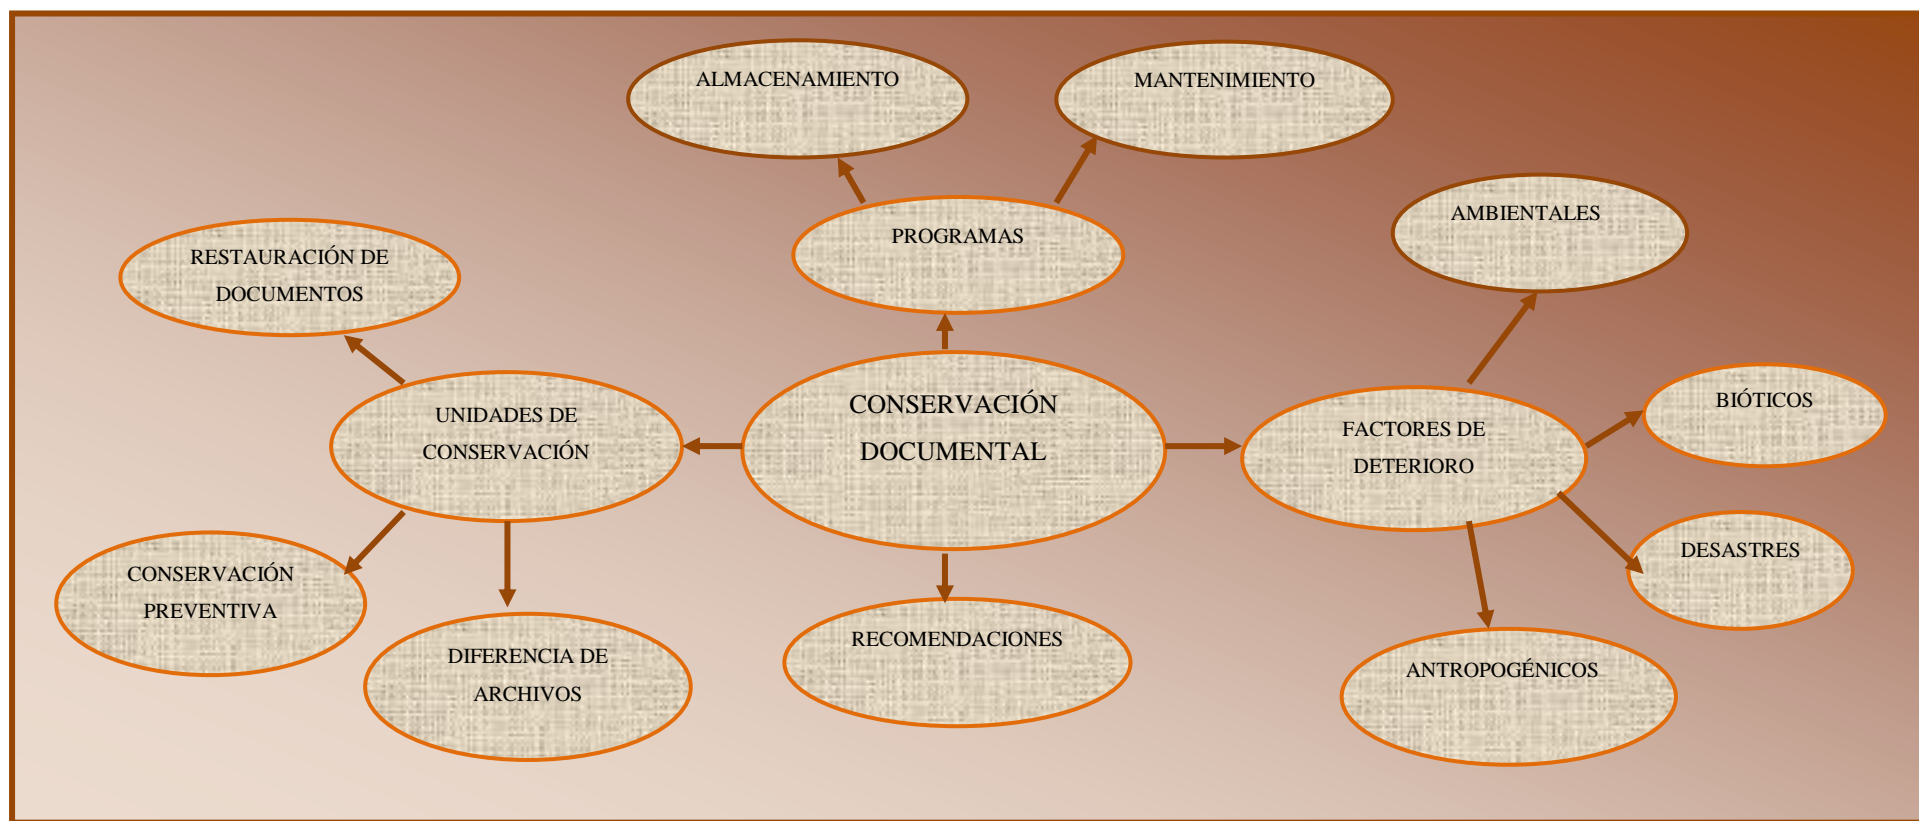 ALMACENAMIENTO
MANTENIMIENTO
AMBIENTALES
PROGRAMAS
RESTAURACIÓN DE
DOCUMENTOS
BIÓTICOS
CONSERVACIÓN
DOCUMENTAL
UNIDADES DE
CONSERVACIÓN
FACTORES DE
DETERIORO
DESASTRES
CONSERVACIÓN
PREVENTIVA
RECOMENDACIONES
DIFERENCIA DE
ARCHIVOS
ANTROPOGÉNICOS